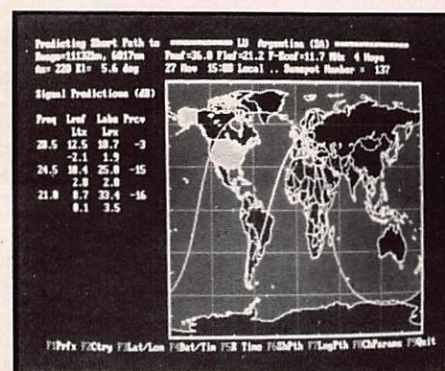 Predicting Short Path to LU Argentina (SA)
Range=11132km, 6017nm Pmuf=36.0 Flmf=21.2 F-Ecof=11.7 MHz 4 Hops
Az= 220 El= 5.6 deg 27 Nov 15:00 Local .. Sunspot Number = 137
Signal Predictions (dB)
Freq Lref Labs Prcv
Ltx Lrx
28.5 12.5 18.7 -3
-2.1 1.9
24.5 10.4 25.0 -15
2.0 2.8
21.0 8.7 33.4 -16
0.1 3.5
F1Prfx F2Ctry F3Lat/Lon F4Dat/Tim F5R Time F6ShPth F7LngPth F8ChParams F9Quit